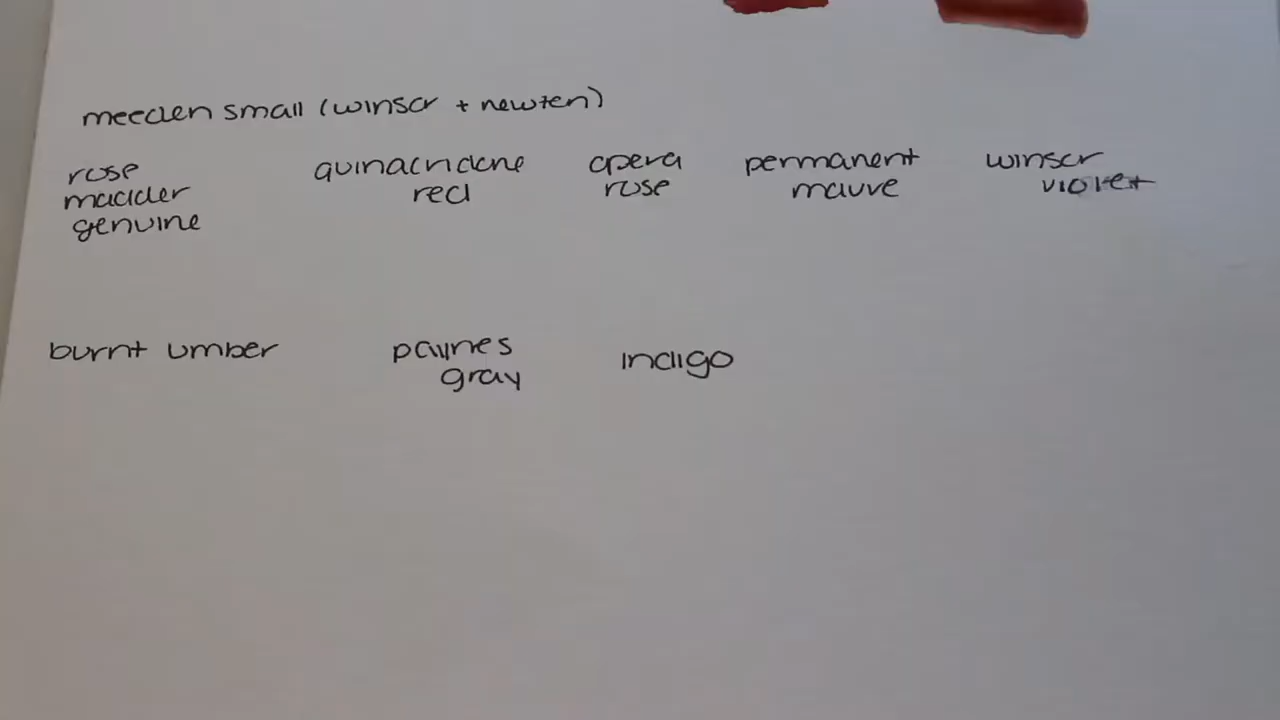 meeden small (winsor + newten)
rose quinacridone opera permanent winsor
madder red rose mauve violet
genuine
burnt umber paynes indigo
gray